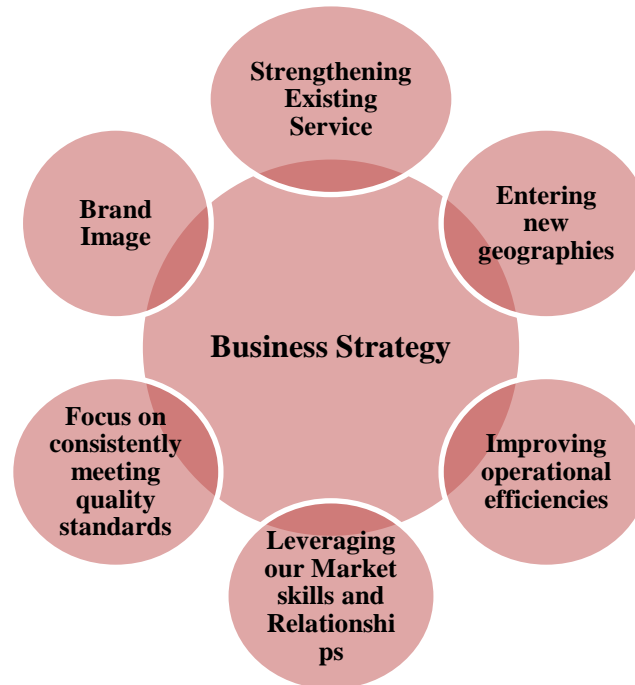 Strengthening
Existing
Service
Entering
new
geographies
Improving
operational
efficiencies
Leveraging
our Market
skills and
Relationshi
ps
Focus on
consistently
meeting
quality
standards
Brand
Image
Business Strategy